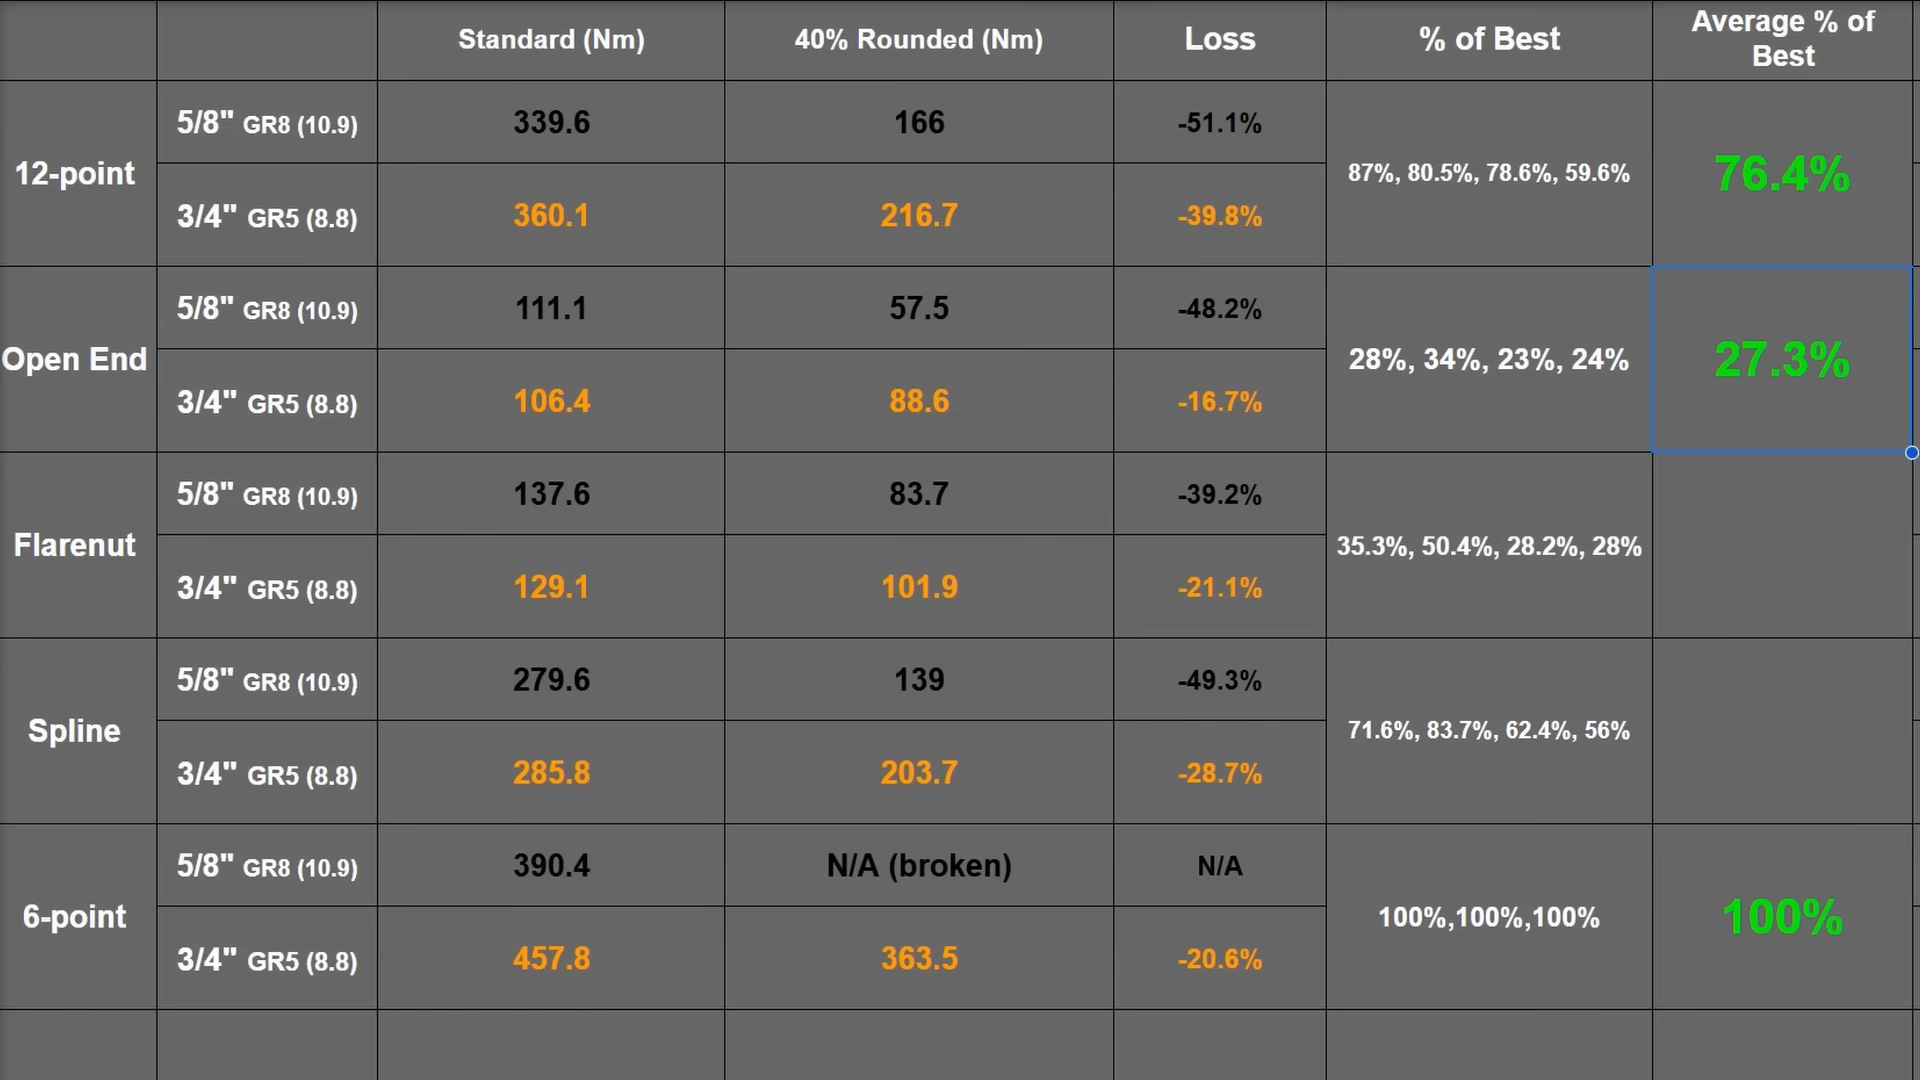 Standard (Nm) 40% Rounded (Nm) Loss % of Best Average % of
Best
12-point
5/8" GR8 (10.9) 339.6 166 -51.1%
3/4" GR5 (8.8) 360.1 216.7 -39.8%
87%, 80.5%, 78.6%, 59.6%
76.4%
Open End
5/8" GR8 (10.9) 111.1 57.5 -48.2%
3/4" GR5 (8.8) 106.4 88.6 -16.7%
28%, 34%, 23%, 24%
27.3%
Flarenut
5/8" GR8 (10.9) 137.6 83.7 -39.2%
3/4" GR5 (8.8) 129.1 101.9 -21.1%
35.3%, 50.4%, 28.2%, 28%
Spline
5/8" GR8 (10.9) 279.6 139 -49.3%
3/4" GR5 (8.8) 285.8 203.7 -28.7%
71.6%, 83.7%, 62.4%, 56%
6-point
5/8" GR8 (10.9) 390.4 N/A (broken) N/A
3/4" GR5 (8.8) 457.8 363.5 -20.6%
100%,100%,100%
100%